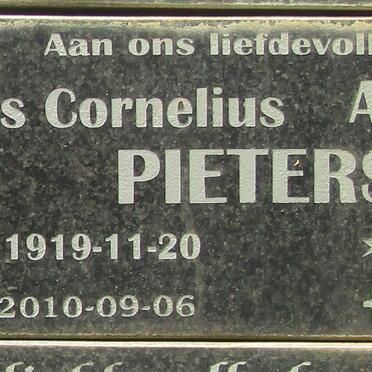 Aan ons liefdevoll
s Cornelius A
PIETERS
1919-11-20
2010-09-06